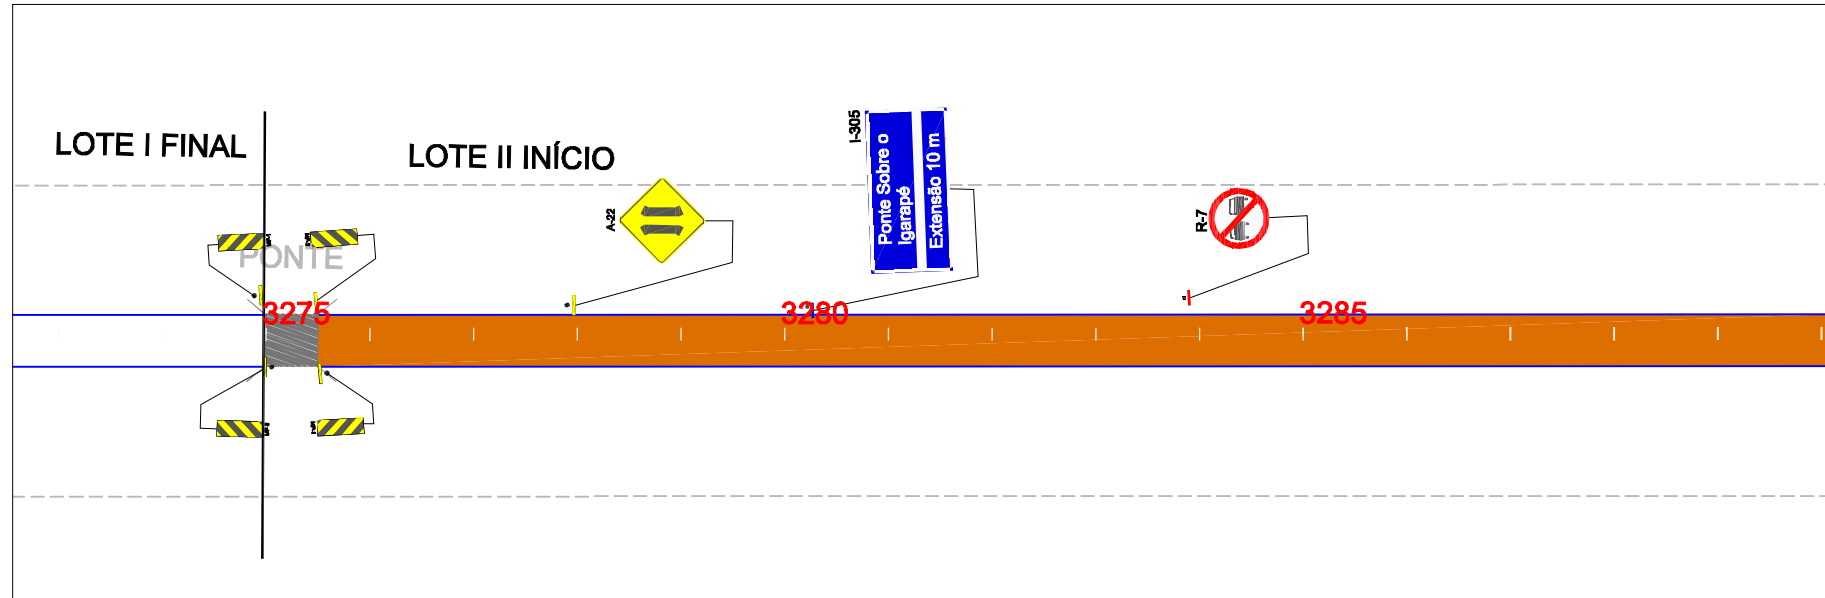 LOTE I FINAL
LOTE II INÍCIO
I-305
Ponte Sobre o
Igarapé
Extensão 10 m
A-22
R-7
PONTE
3275
3280
3285